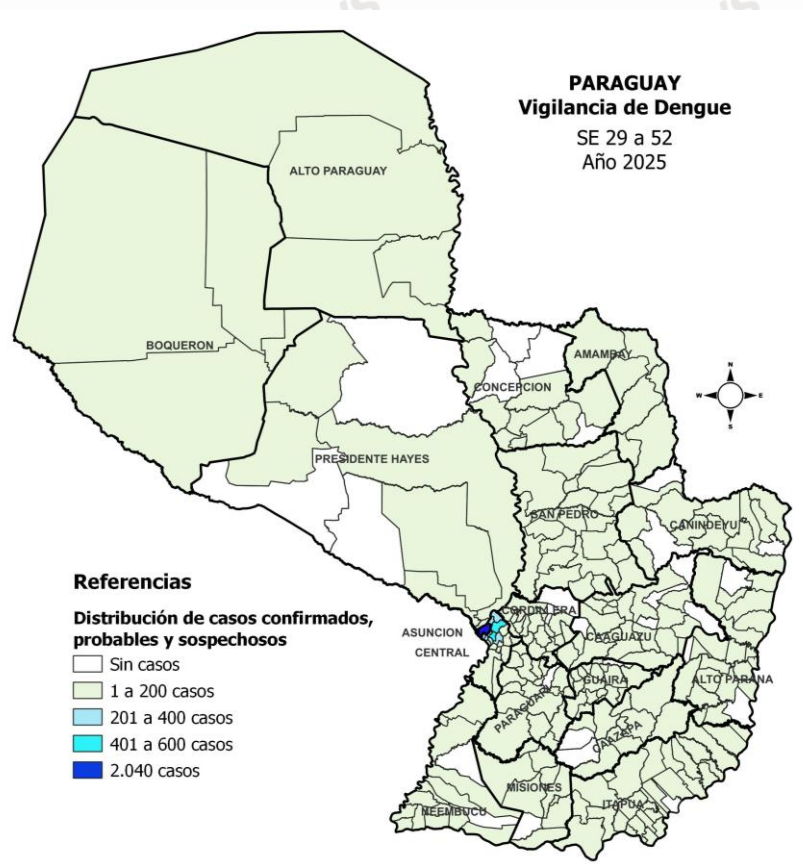 PARAGUAY
Vigilancia de Dengue
SE 29 a 52
Año 2025
ALTO PARAGUAY
BOQUERON
AMAMBAY
CONCEPCION
N
W
E
S
PRESIDENTE HAYES
SAN PEDRO
CANINDEYU
Referencias
Distribución de casos confirmados,
probables y sospechosos
Sin casos
1 a 200 casos
201 a 400 casos
401 a 600 casos
2.040 casos
CORDILLERA
ASUNCION
CENTRAL
CAAGUAZU
GUAIRA
ALTO PARANA
PARAGUARI
CAAZAPA
MISIONES
ITAPUA
ÑEEMBUCU